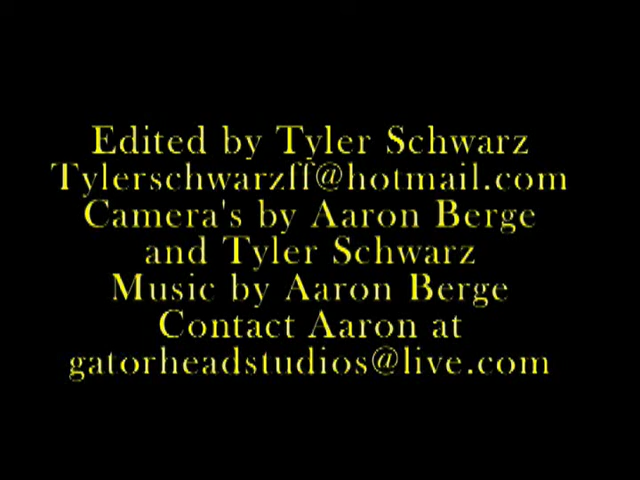 Edited by Tyler Schwarz
Tylerschwarzff@hotmail.com
Camera's by Aaron Berge
and Tyler Schwarz
Music by Aaron Berge
Contact Aaron at
gatorheadstudios@live.com